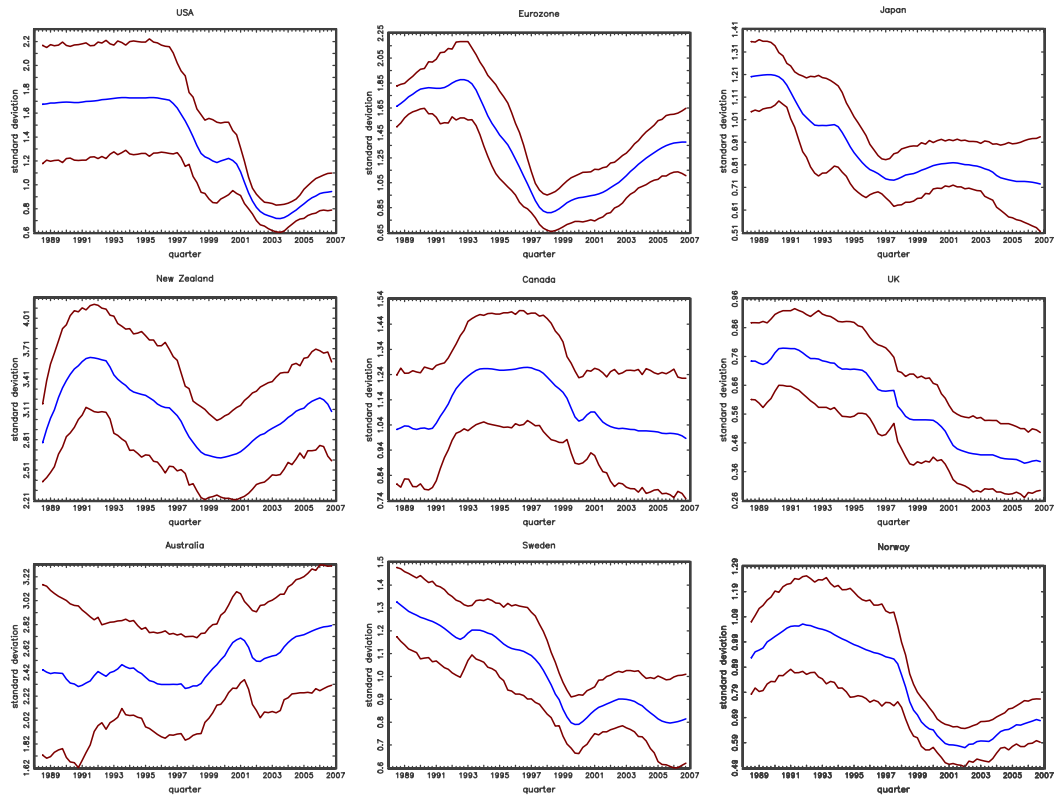 USA
Eurozone
Japan
standard deviation
2.2
2.0
1.8
1.6
1.4
1.2
1.0
0.8
0.6
1989 1991 1993 1995 1997 1999 2001 2003 2005 2007
quarter
standard deviation
2.25
2.05
1.85
1.65
1.45
1.25
1.05
0.85
0.65
1989 1991 1993 1995 1997 1999 2001 2003 2005 2007
quarter
standard deviation
1.41
1.31
1.21
1.11
1.01
0.91
0.81
0.71
0.61
0.51
1989 1991 1993 1995 1997 1999 2001 2003 2005 2007
quarter
New Zealand
Canada
UK
standard deviation
4.01
3.71
3.41
3.11
2.81
2.51
2.21
1989 1991 1993 1995 1997 1999 2001 2003 2005 2007
quarter
standard deviation
1.54
1.44
1.34
1.24
1.14
1.04
0.94
0.84
0.74
1989 1991 1993 1995 1997 1999 2001 2003 2005 2007
quarter
standard deviation
0.96
0.86
0.76
0.66
0.56
0.46
0.36
0.26
1989 1991 1993 1995 1997 1999 2001 2003 2005 2007
quarter
Australia
Sweden
Norway
standard deviation
3.22
3.02
2.82
2.62
2.42
2.22
2.02
1.82
1.62
1989 1991 1993 1995 1997 1999 2001 2003 2005 2007
quarter
standard deviation
1.5
1.4
1.3
1.2
1.1
1.0
0.9
0.8
0.7
0.6
1989 1991 1993 1995 1997 1999 2001 2003 2005 2007
quarter
standard deviation
1.29
1.19
1.09
0.99
0.89
0.79
0.69
0.59
0.49
1989 1991 1993 1995 1997 1999 2001 2003 2005 2007
quarter